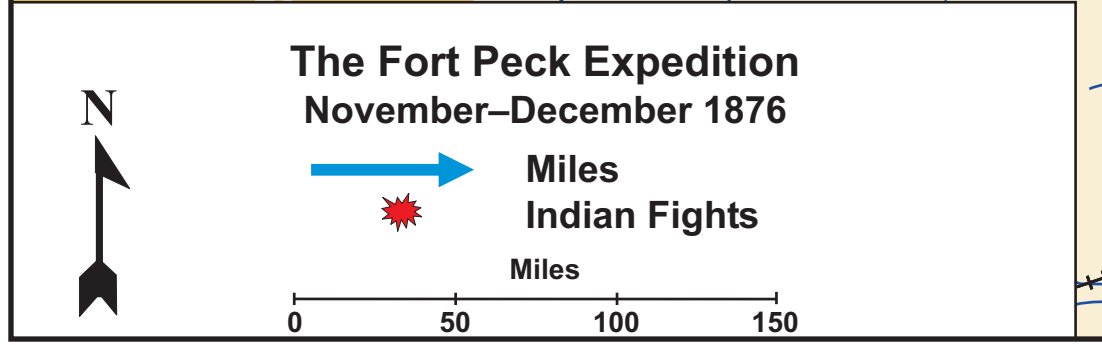 The Fort Peck Expedition
November–December 1876
N
Miles
Indian Fights
Miles
0 50 100 150